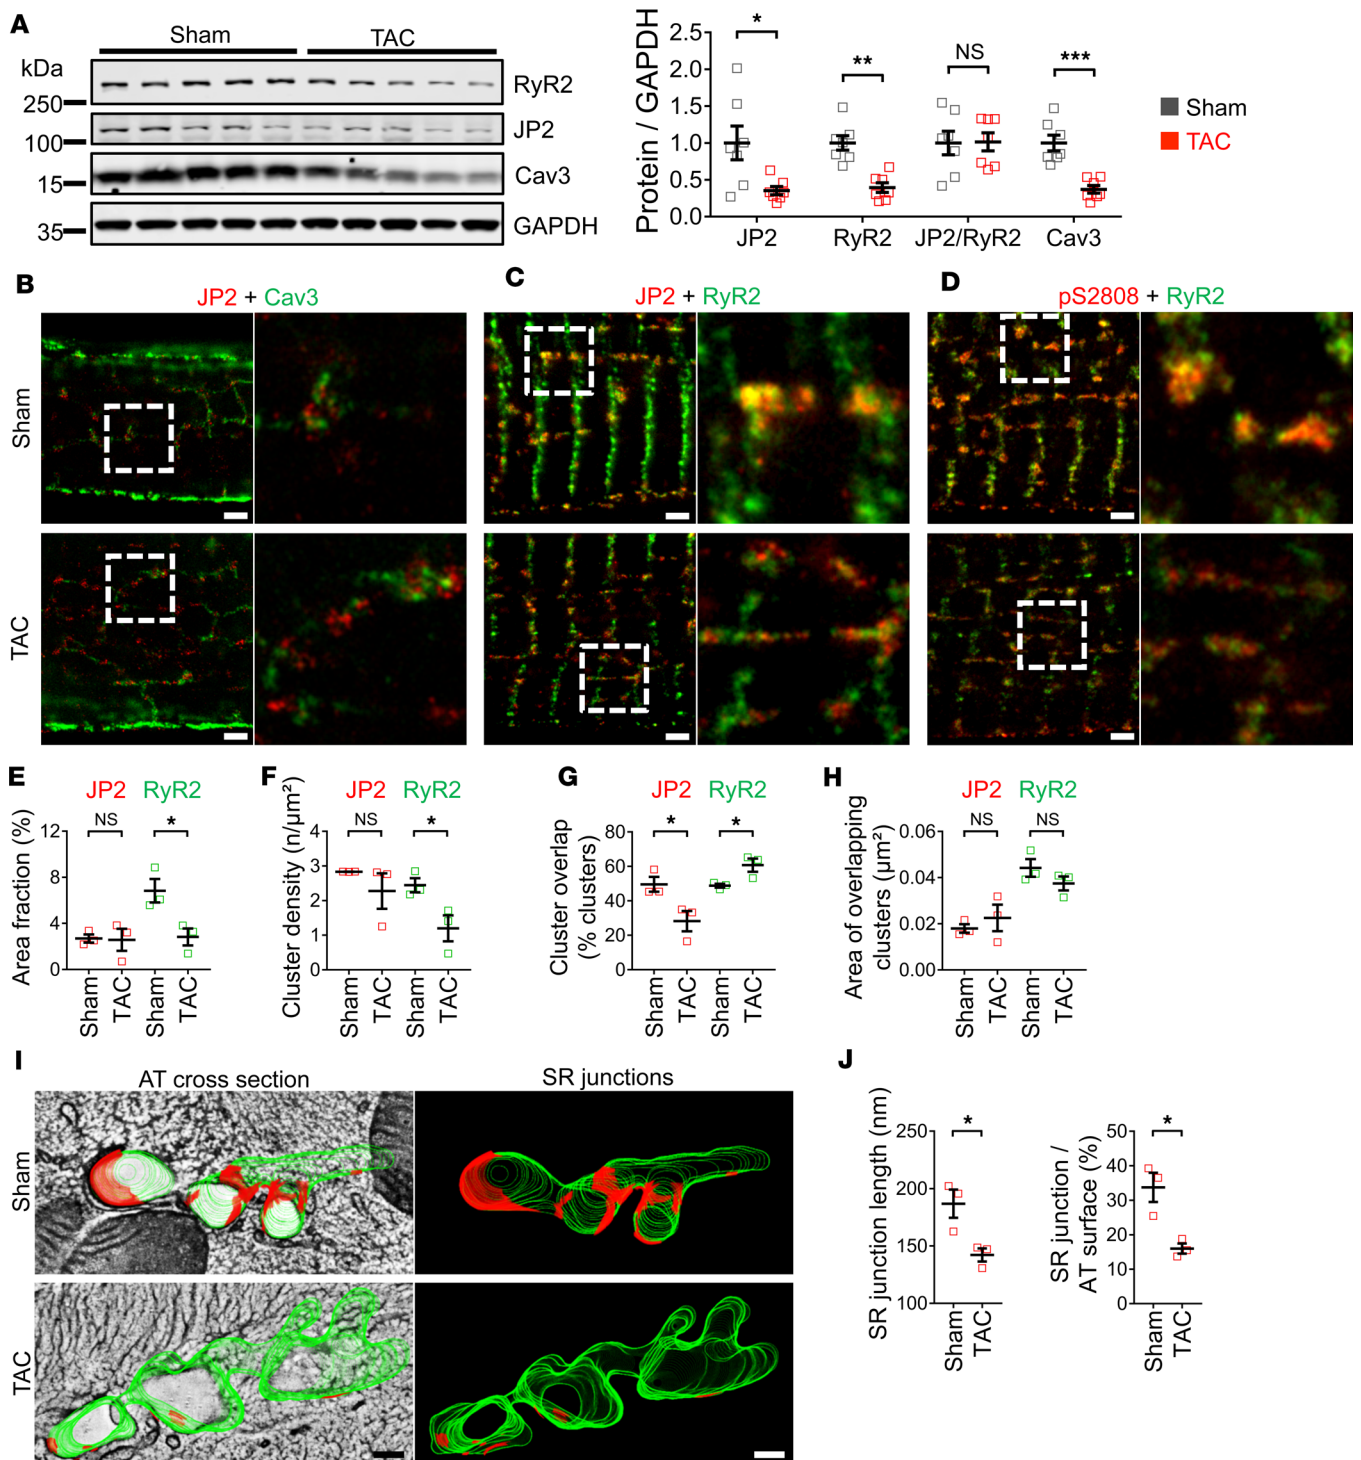 A
Sham
TAC
kDa
250
100
15
35
RyR2
JP2
Cav3
GAPDH
Protein / GAPDH
2.5
2.0
1.5
1.0
0.5
0.0
*
**
NS
***
JP2
RyR2
JP2/RyR2
Cav3
Sham
TAC
B
JP2 + Cav3
C
JP2 + RyR2
D
pS2808 + RyR2
Sham
TAC
E
JP2
RyR2
NS
*
Area fraction (%)
12
8
4
0
Sham
TAC
Sham
TAC
F
JP2
RyR2
NS
*
Cluster density (n/µm²)
4
3
2
1
0
Sham
TAC
Sham
TAC
G
JP2
RyR2
*
*
Cluster overlap
(% clusters)
80
60
40
20
0
Sham
TAC
Sham
TAC
H
JP2
RyR2
NS
NS
Area of overlapping
clusters (µm²)
0.06
0.04
0.02
0.00
Sham
TAC
Sham
TAC
I
AT cross section
SR junctions
Sham
TAC
J
SR junction length (nm)
250
200
150
100
*
Sham
TAC
SR junction /
AT surface (%)
50
40
30
20
10
0
*
Sham
TAC